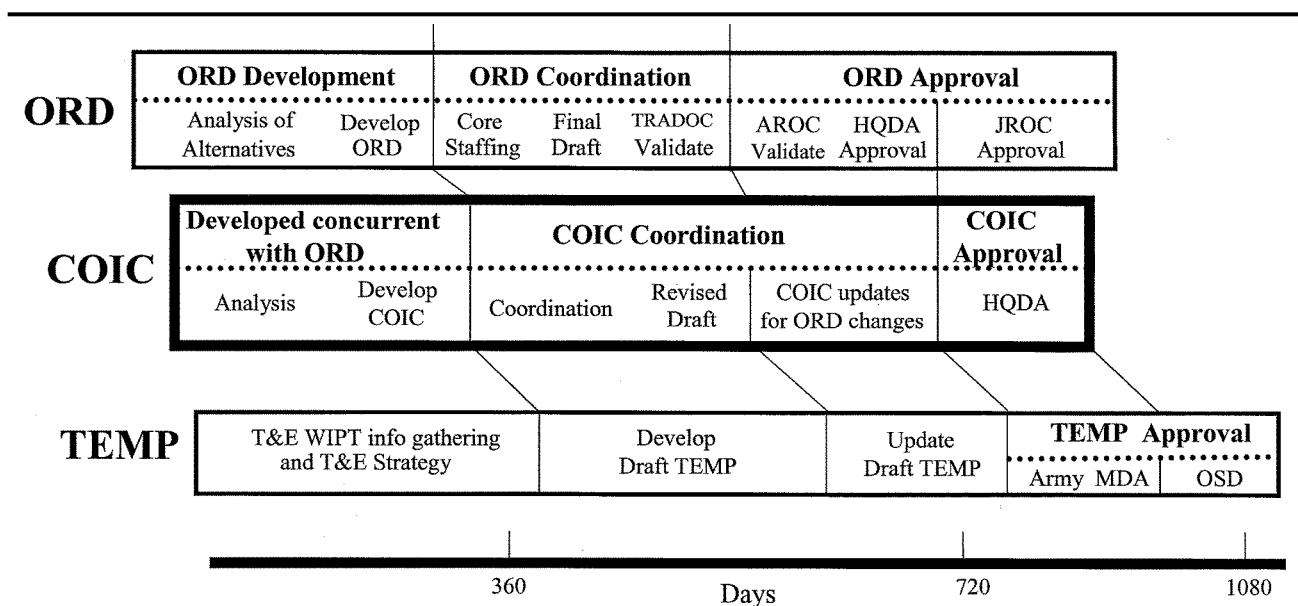 ORD
ORD Development
ORD Coordination
ORD Approval
Analysis of
Alternatives
Develop
ORD
Core
Staffing
Final
Draft
TRADOC
Validate
AROC
Validate
HQDA
Approval
JROC
Approval
COIC
Developed concurrent
with ORD
COIC Coordination
COIC
Approval
Analysis
Develop
COIC
Coordination
Revised
Draft
COIC updates
for ORD changes
HQDA
TEMP
T&E WIPT info gathering
and T&E Strategy
Develop
Draft TEMP
Update
Draft TEMP
TEMP Approval
Army MDA
OSD
360
720
1080
Days